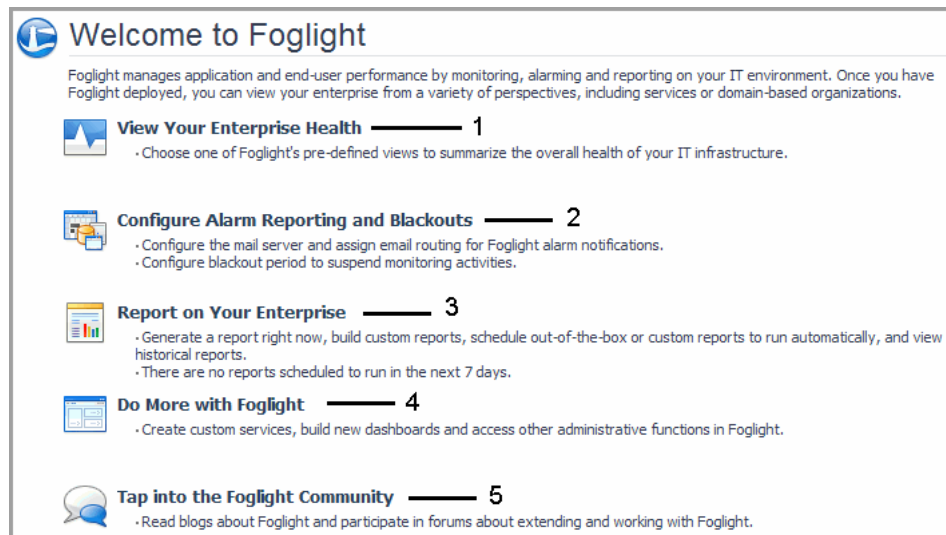 Welcome to Foglight
Foglight manages application and end-user performance by monitoring, alarming and reporting on your IT environment. Once you have
Foglight deployed, you can view your enterprise from a variety of perspectives, including services or domain-based organizations.
View Your Enterprise Health 1
· Choose one of Foglight's pre-defined views to summarize the overall health of your IT infrastructure.
Configure Alarm Reporting and Blackouts 2
· Configure the mail server and assign email routing for Foglight alarm notifications.
· Configure blackout period to suspend monitoring activities.
Report on Your Enterprise 3
· Generate a report right now, build custom reports, schedule out-of-the-box or custom reports to run automatically, and view
historical reports.
· There are no reports scheduled to run in the next 7 days.
Do More with Foglight 4
· Create custom services, build new dashboards and access other administrative functions in Foglight.
Tap into the Foglight Community 5
· Read blogs about Foglight and participate in forums about extending and working with Foglight.